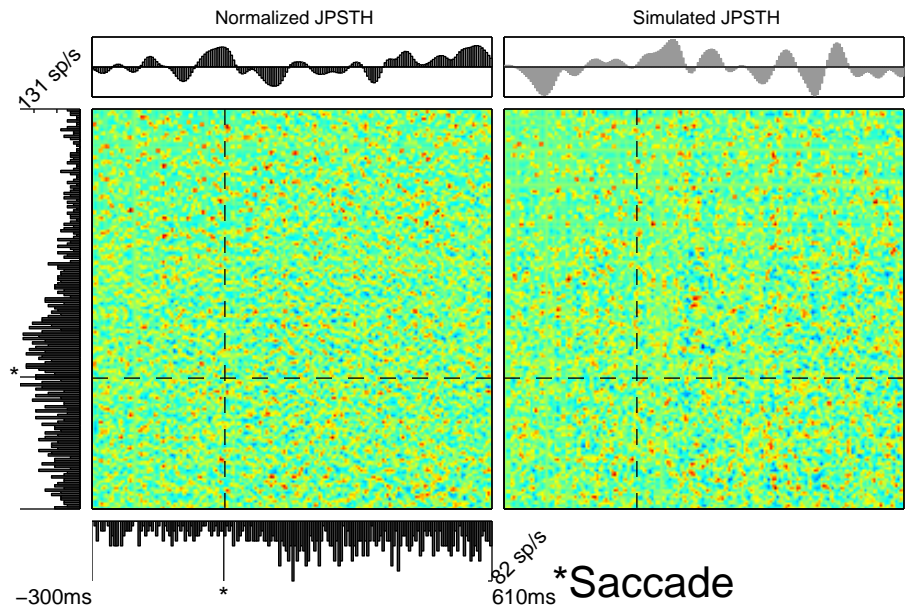 Normalized JPSTH
Simulated JPSTH
131 sp/s
*
82 sp/s
*Saccade
−300ms
*
610ms